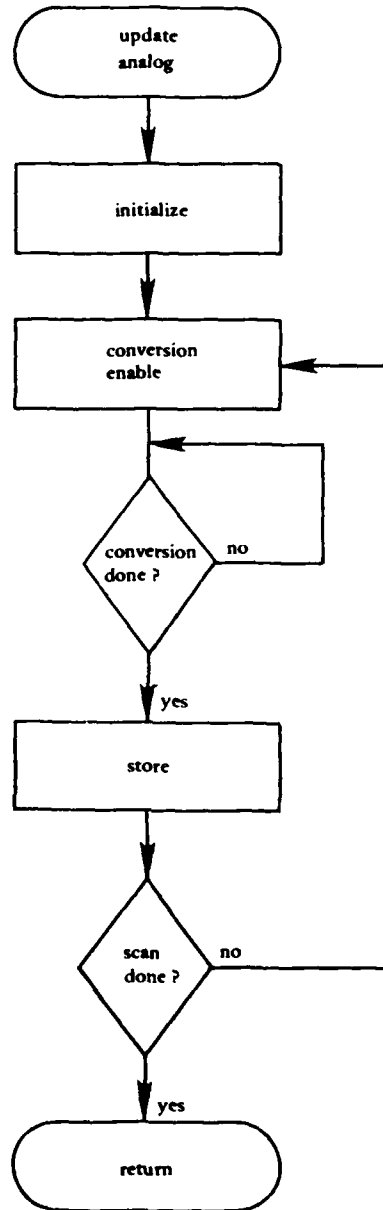 update
analog
initialize
conversion
enable
conversion
done ?
no
yes
store
scan
done ?
no
yes
return